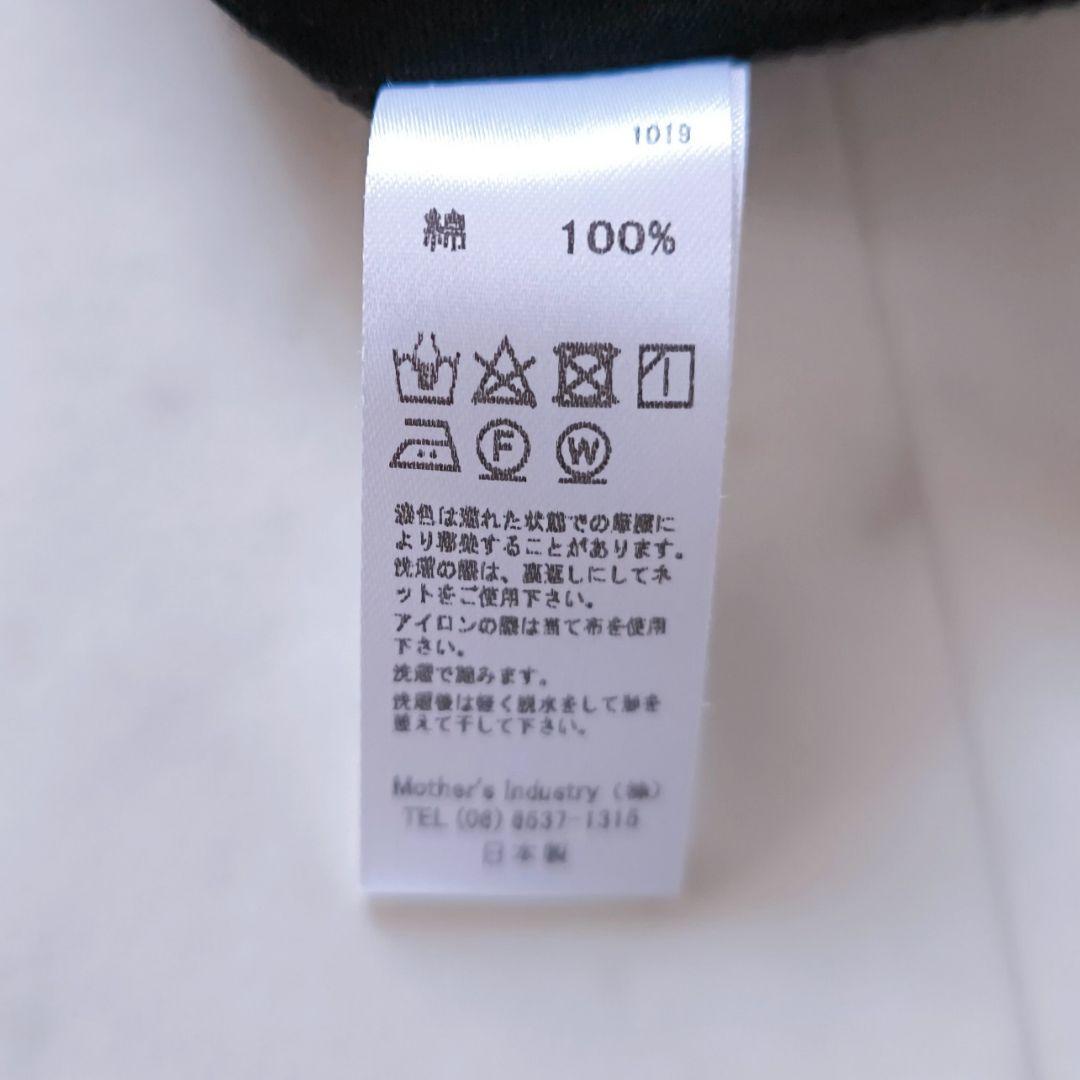 1019
綿 100%
F W
濃色は濡れた状態での摩擦に
より移染することがあります。
洗濯の際は、裏返しにしてネ
ットをご使用下さい。
アイロンの際は当て布を使用
下さい。
洗濯で縮みます。
洗濯後は軽く脱水をして形を
整えて干して下さい。
Mother's Industry (株)
TEL (06) 6537-1315
日本製